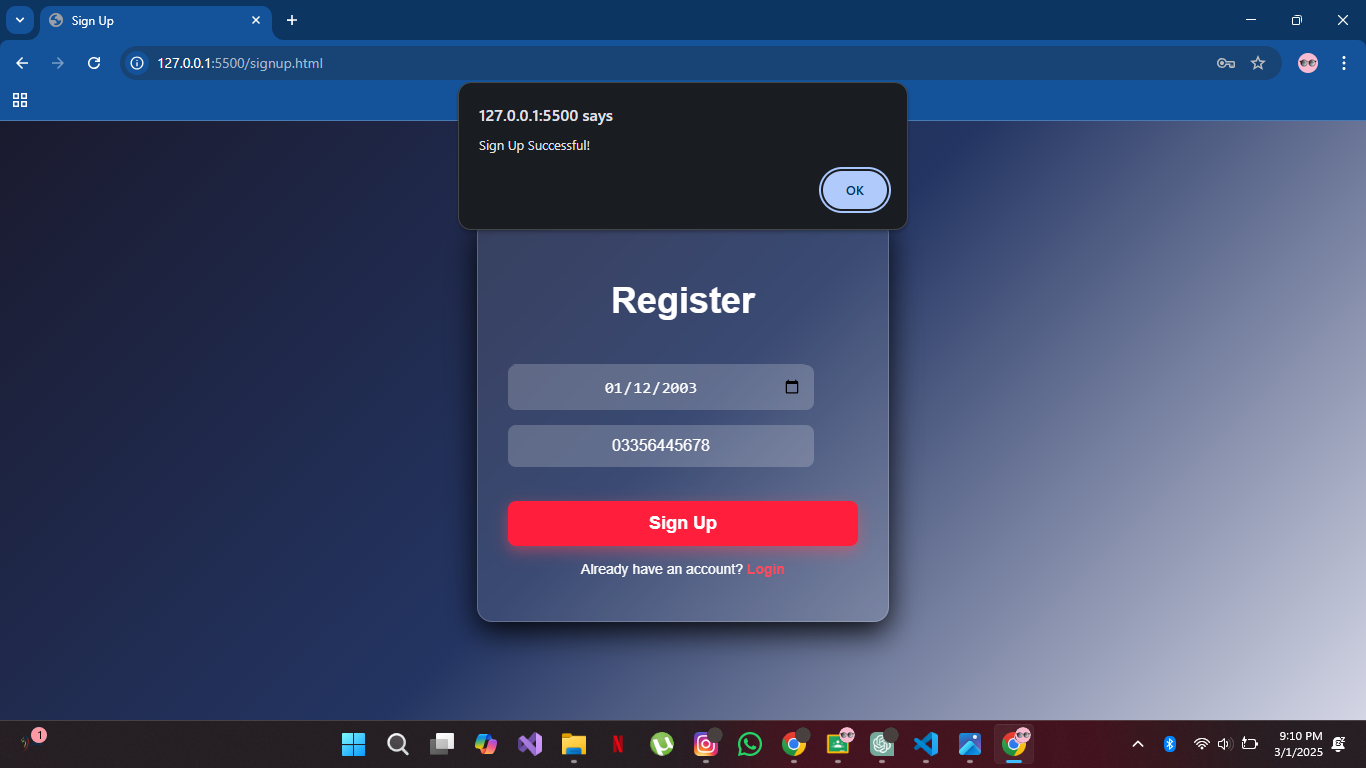 Sign Up
127.0.0.1:5500/signup.html
127.0.0.1:5500 says
Sign Up Successful!
OK
Register
01/12/2003
03356445678
Sign Up
Already have an account? Login
1
N
9:10 PM
3/1/2025